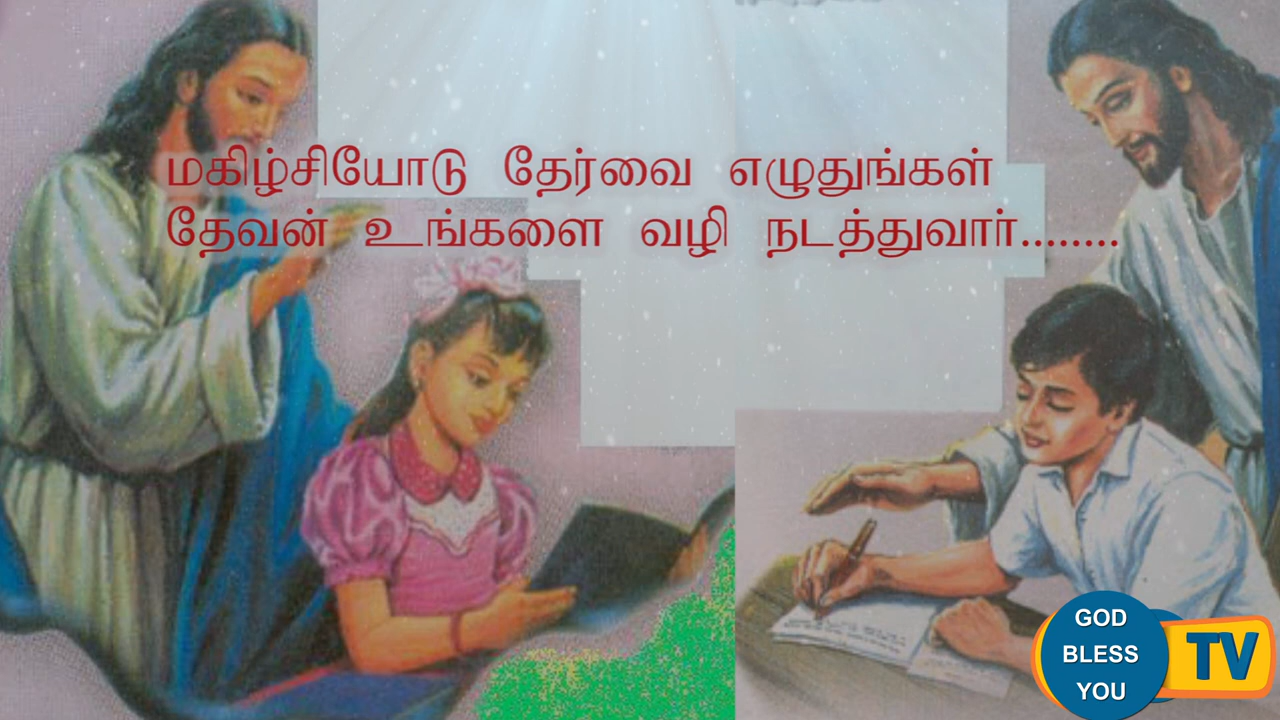 மகிழ்சியோடு தேர்வை எழுதுங்கள்
தேவன் உங்களை வழி நடத்துவார்........
GOD
BLESS
YOU
TV